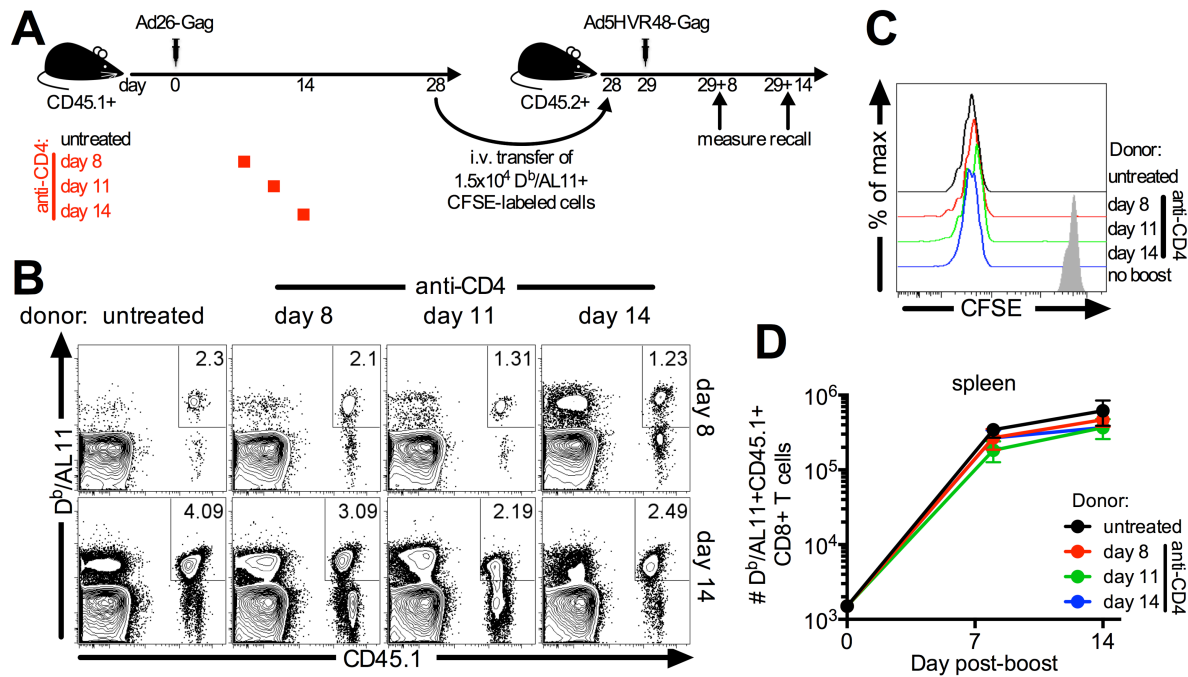 A
Ad26-Gag
Ad5HVR48-Gag
day 0 14 28
28 29 29+8 29+14
CD45.1+
CD45.2+
measure recall
anti-CD4:
untreated
day 8
day 11
day 14
i.v. transfer of
1.5x10⁴ Dᵇ/AL11+
CFSE-labeled cells
B
anti-CD4
donor: untreated day 8 day 11 day 14
2.3 2.1 1.31 1.23
day 8
4.09 3.09 2.19 2.49
day 14
Dᵇ/AL11
CD45.1
C
% of max
CFSE
Donor:
untreated
day 8
day 11
day 14
anti-CD4
no boost
D
spleen
# Dᵇ/AL11+CD45.1+
CD8+ T cells
10⁶
10⁵
10⁴
10³
0 7 14
Day post-boost
Donor:
untreated
day 8
day 11
day 14
anti-CD4